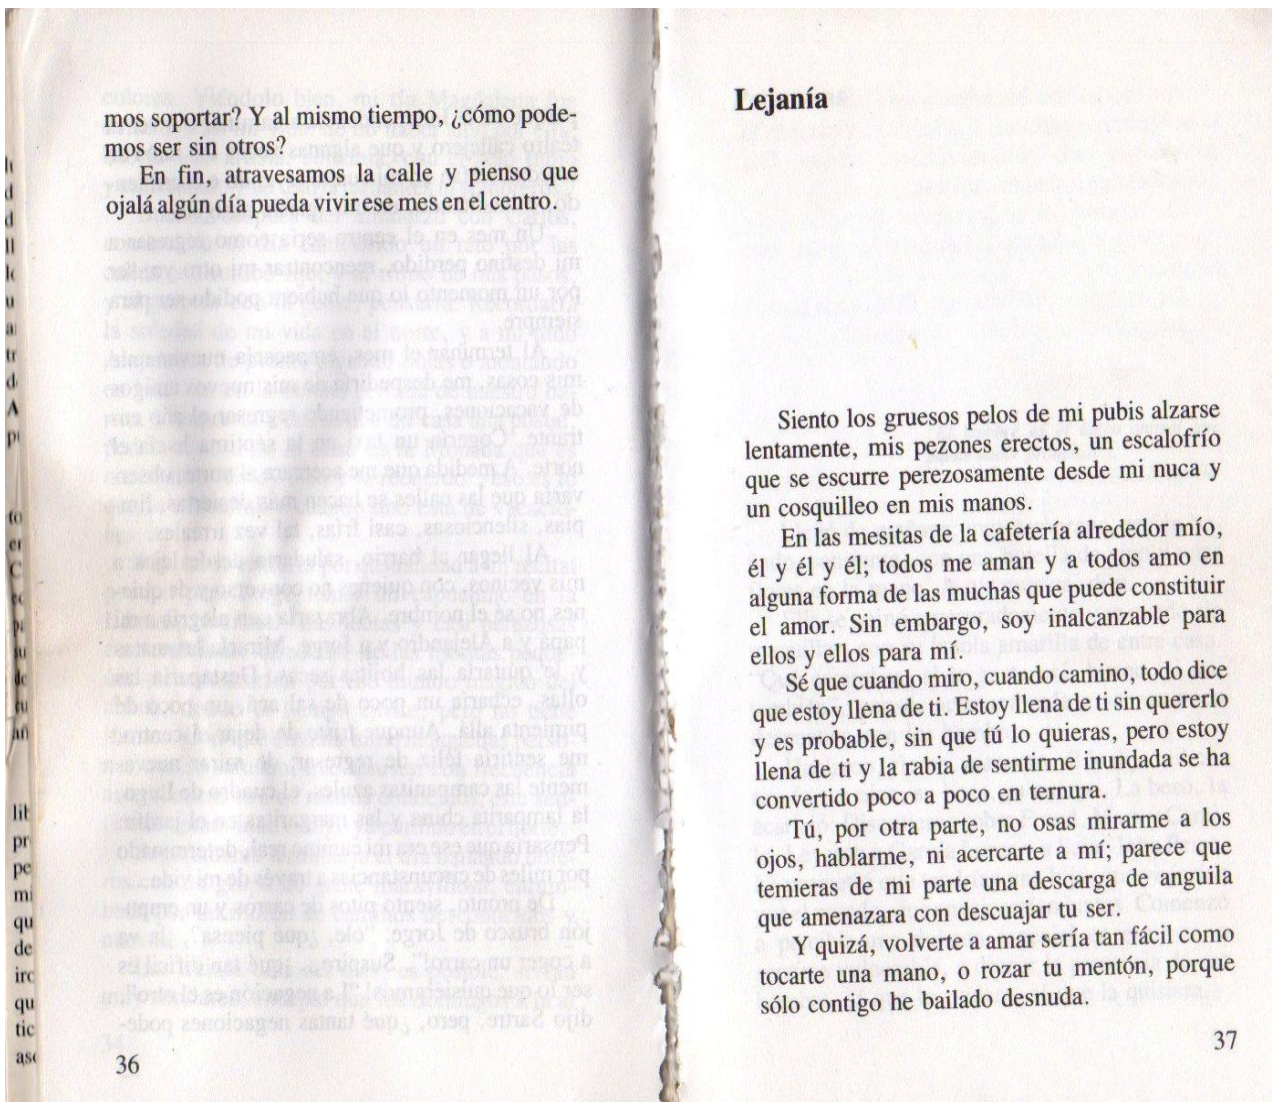 mos soportar? Y al mismo tiempo, ¿cómo pode-
mos ser sin otros?
En fin, atravesamos la calle y pienso que
ojalá algún día pueda vivir ese mes en el centro.
36
Lejanía
Siento los gruesos pelos de mi pubis alzarse
lentamente, mis pezones erectos, un escalofrío
que se escurre perezosamente desde mi nuca y
un cosquilleo en mis manos.
En las mesitas de la cafetería alrededor mío,
él y él y él; todos me aman y a todos amo en
alguna forma de las muchas que puede constituir
el amor. Sin embargo, soy inalcanzable para
ellos y ellos para mí.
Sé que cuando miro, cuando camino, todo dice
que estoy llena de ti. Estoy llena de ti sin quererlo
y es probable, sin que tú lo quieras, pero estoy
llena de ti y la rabia de sentirme inundada se ha
convertido poco a poco en ternura.
Tú, por otra parte, no osas mirarme a los
ojos, hablarme, ni acercarte a mí; parece que
temieras de mi parte una descarga de anguila
que amenazara con descuajar tu ser.
Y quizá, volverte a amar sería tan fácil como
tocarte una mano, o rozar tu mentón, porque
sólo contigo he bailado desnuda.
37